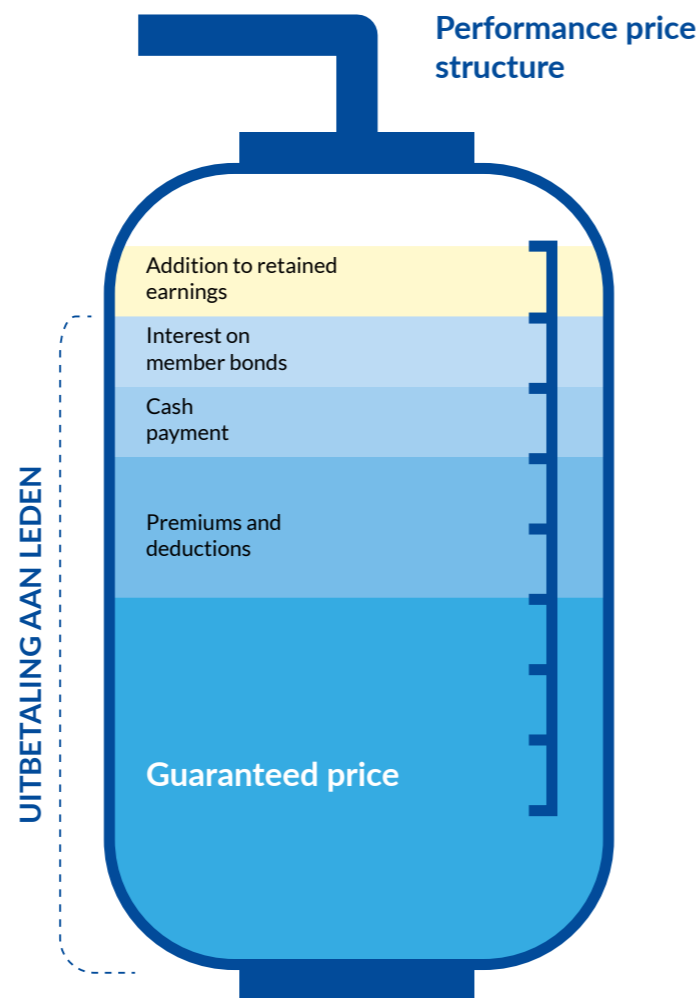 Performance price
structure
Addition to retained
earnings
Interest on
member bonds
Cash
payment
Premiums and
deductions
Guaranteed price
UITBETALING AAN LEDEN